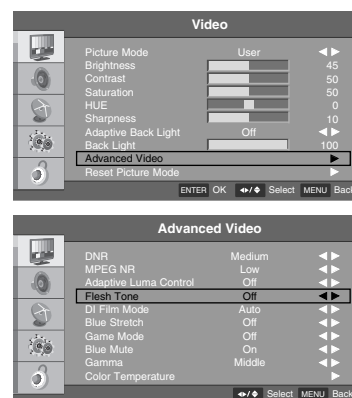 Video
Picture Mode User
Brightness 45
Contrast 50
Saturation 50
HUE 0
Sharpness 10
Adaptive Back Light Off
Back Light 100
Advanced Video
Reset Picture Mode
ENTER OK Select MENU Back
Advanced Video
DNR Medium
MPEG NR Low
Adaptive Luma Control Off
Flesh Tone Off
DI Film Mode Auto
Blue Stretch Off
Game Mode Off
Blue Mute On
Gamma Middle
Color Temperature
Select MENU Back